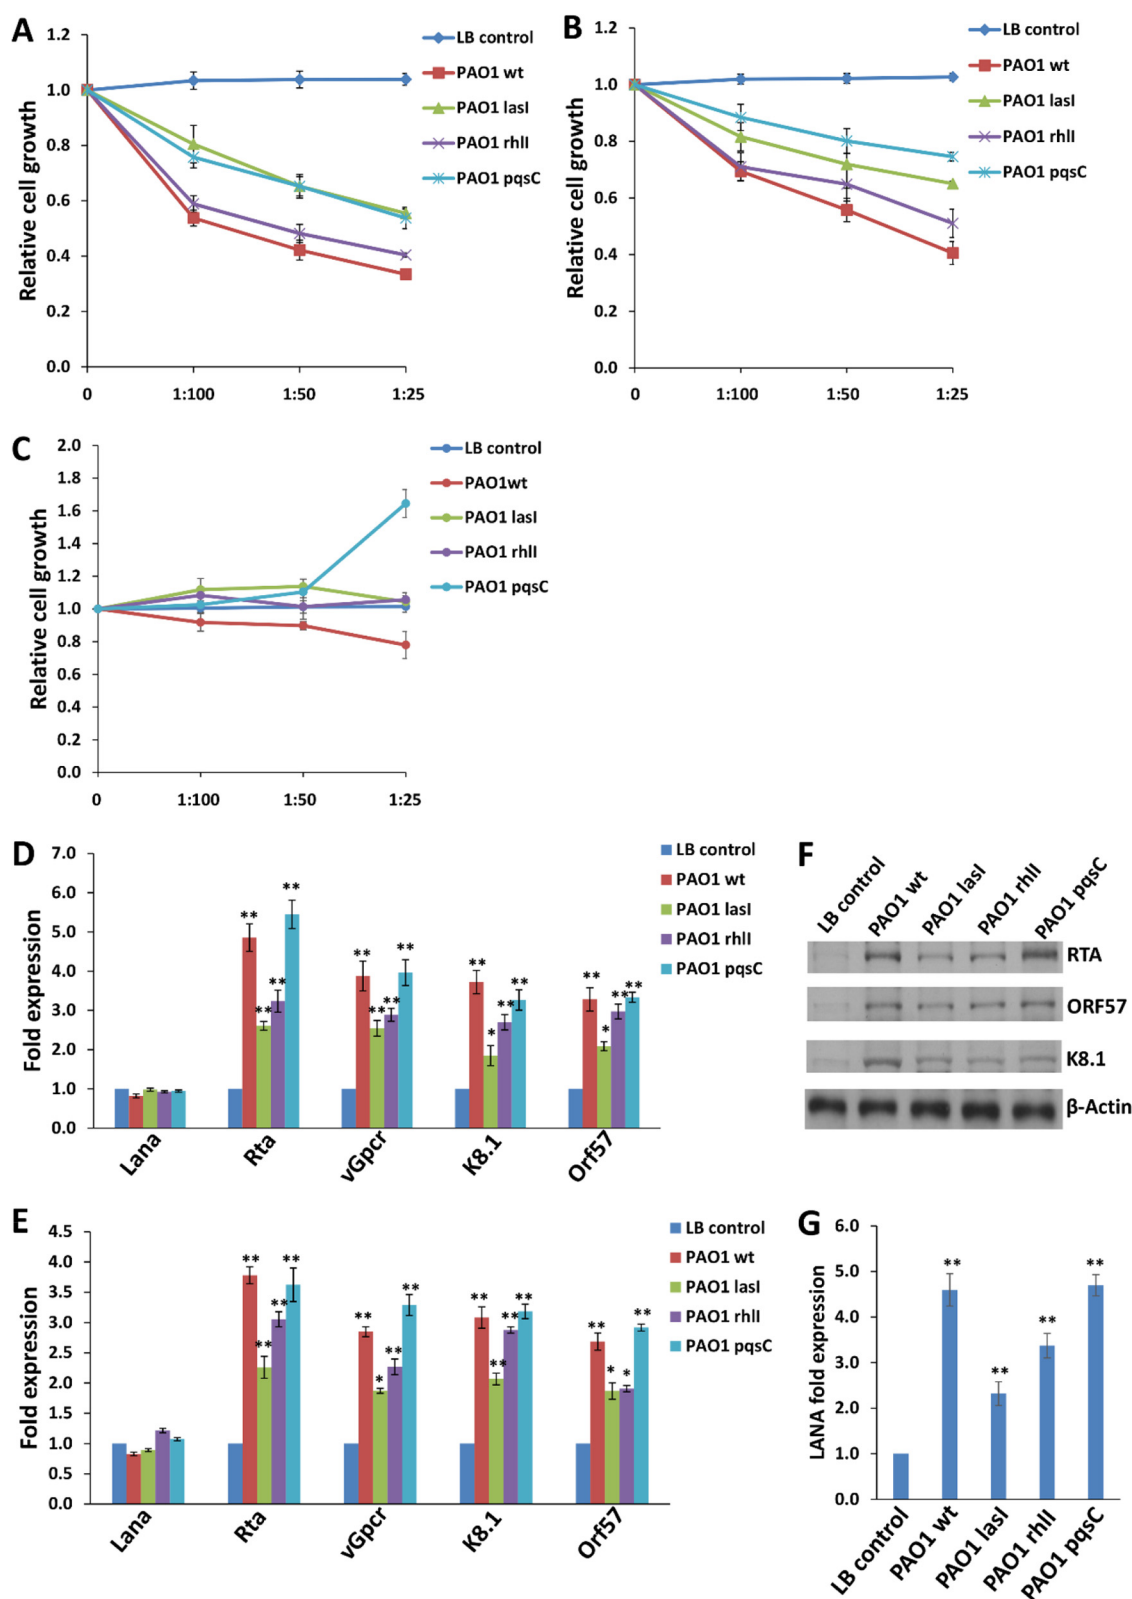 A
Relative cell growth
1.2
1.0
0.8
0.6
0.4
0.2
0.0
0 1:100 1:50 1:25
LB control
PAO1 wt
PAO1 lasI
PAO1 rhlI
PAO1 pqsC
B
Relative cell growth
1.2
1.0
0.8
0.6
0.4
0.2
0.0
0 1:100 1:50 1:25
LB control
PAO1 wt
PAO1 lasI
PAO1 rhlI
PAO1 pqsC
C
Relative cell growth
2.0
1.8
1.6
1.4
1.2
1.0
0.8
0.6
0.4
0.2
0.0
0 1:100 1:50 1:25
LB control
PAO1wt
PAO1 lasI
PAO1 rhlI
PAO1 pqsC
D
Fold expression
7.0
6.0
5.0
4.0
3.0
2.0
1.0
0.0
** ** ** **
** ** ** **
** ** * **
** ** ** **
* ** **
Lana Rta vGpcr K8.1 Orf57
LB control
PAO1 wt
PAO1 lasI
PAO1 rhlI
PAO1 pqsC
F
LB control PAO1 wt PAO1 lasI PAO1 rhlI PAO1 pqsC
RTA
ORF57
K8.1
β-Actin
E
Fold expression
4.5
4.0
3.5
3.0
2.5
2.0
1.5
1.0
0.5
0.0
** ** ** **
** * ** **
** ** ** **
** * * **
Lana Rta vGpcr K8.1 Orf57
LB control
PAO1 wt
PAO1 lasI
PAO1 rhlI
PAO1 pqsC
G
LANA fold expression
6.0
5.0
4.0
3.0
2.0
1.0
0.0
** ** ** **
LB control PAO1 wt PAO1 lasI PAO1 rhlI PAO1 pqsC